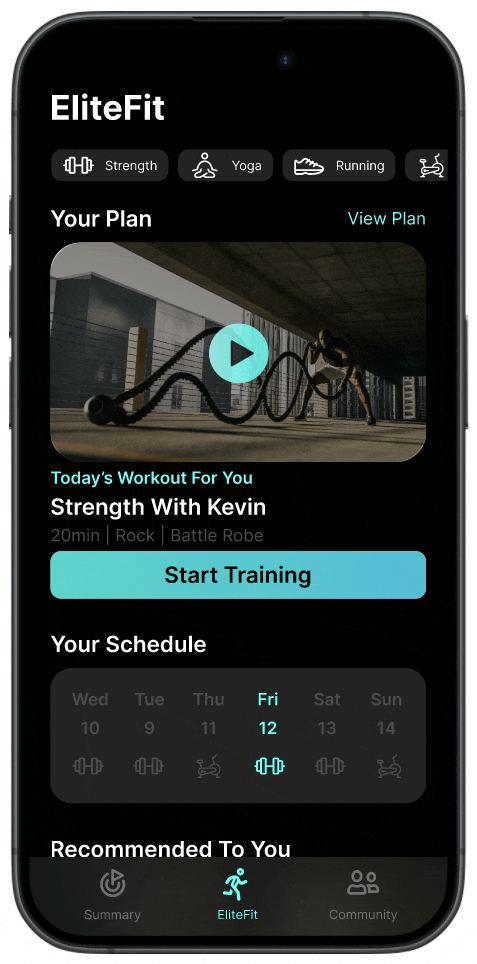 EliteFit
Strength Yoga Running
Your Plan View Plan
Today's Workout For You
Strength With Kevin
20min | Rock | Battle Robe
Start Training
Your Schedule
Wed Tue Thu Fri Sat Sun
10 9 11 12 13 14
Recommended To You
Summary EliteFit Community